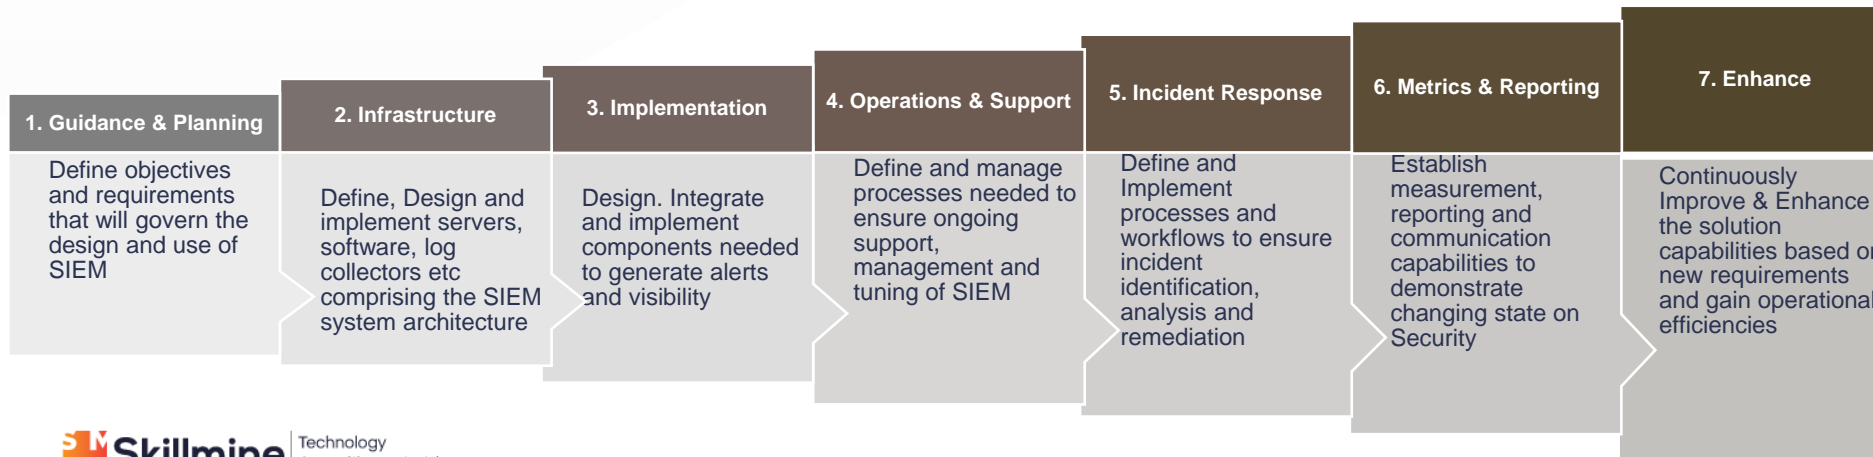 1. Guidance & Planning
Define objectives
and requirements
that will govern the
design and use of
SIEM
2. Infrastructure
Define, Design and
implement servers,
software, log
collectors etc
comprising the SIEM
system architecture
3. Implementation
Design. Integrate
and implement
components needed
to generate alerts
and visibility
4. Operations & Support
Define and manage
processes needed to
ensure ongoing
support,
management and
tuning of SIEM
5. Incident Response
Define and
Implement
processes and
workflows to ensure
incident
identification,
analysis and
remediation
6. Metrics & Reporting
Establish
measurement,
reporting and
communication
capabilities to
demonstrate
changing state on
Security
7. Enhance
Continuously
Improve & Enhance
the solution
capabilities based on
new requirements
and gain operational
efficiencies
SM
Skillmine
Technology